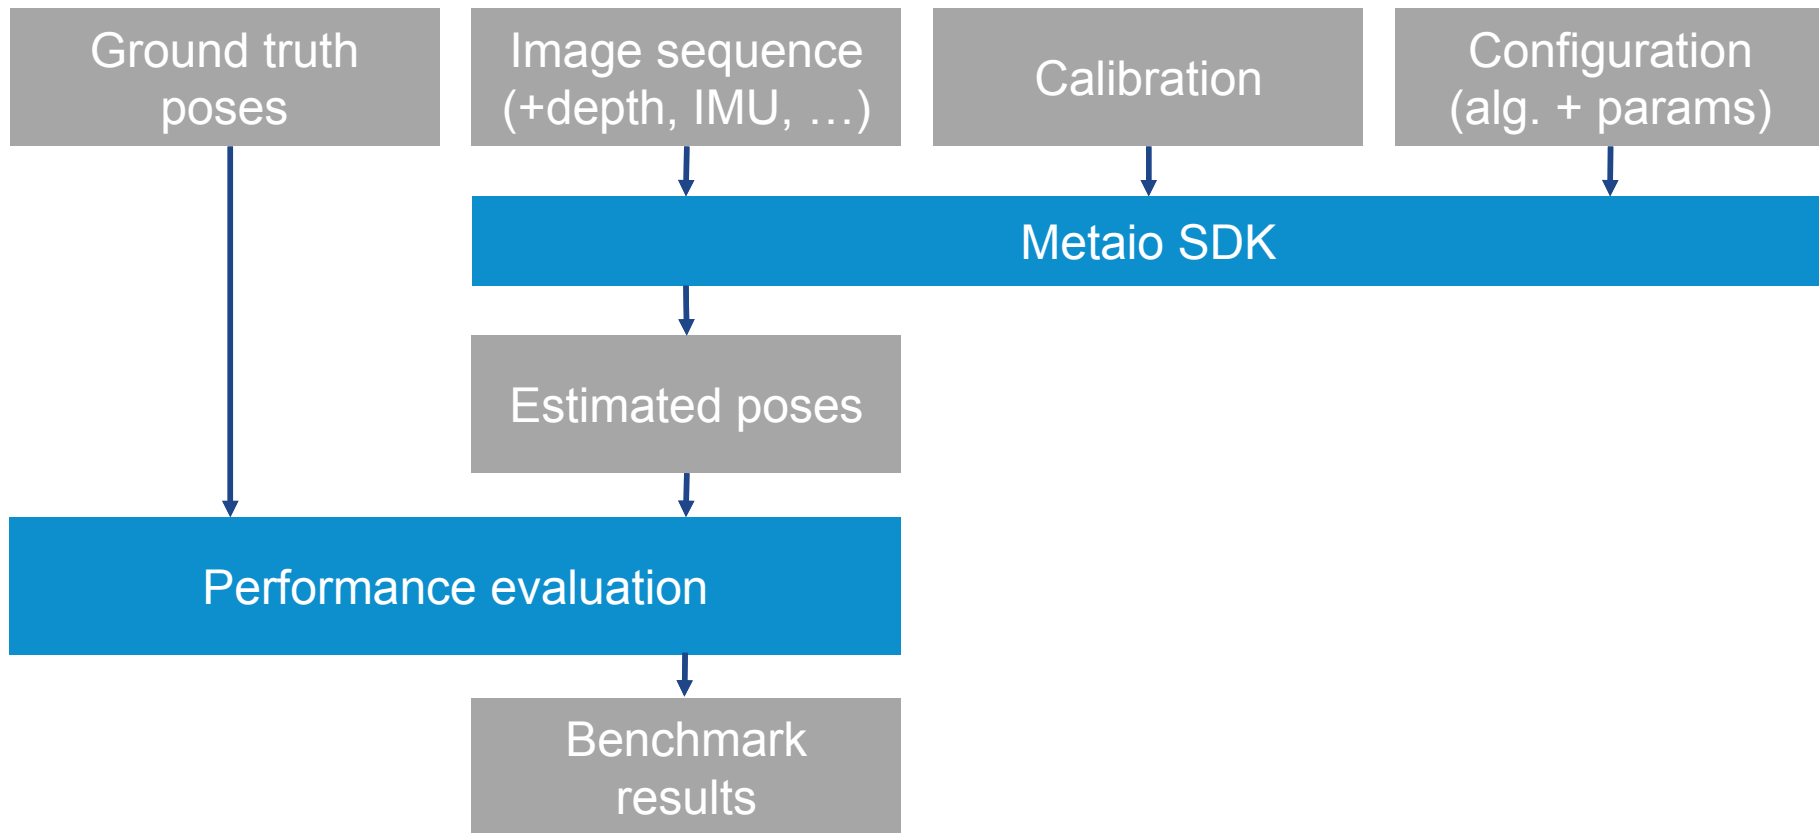 Ground truth
poses
Image sequence
(+depth, IMU, …)
Calibration
Configuration
(alg. + params)
Metaio SDK
Estimated poses
Performance evaluation
Benchmark
results